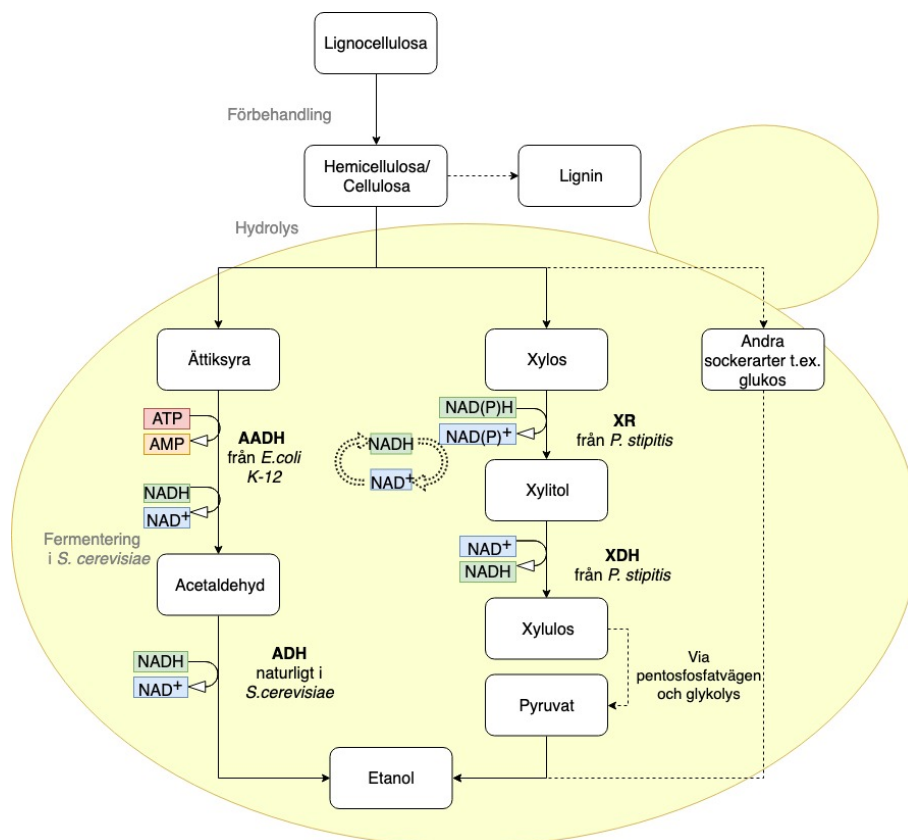 Lignocellulosa
Förbehandling
Hemicellulosa/
Cellulosa
Lignin
Hydrolys
Ättiksyra
Xylos
Andra
sockerarter t.ex.
glukos
ATP
AMP
AADH
från E.coli
K-12
NADH
NAD+
NAD(P)H
NAD(P)+
XR
från P. stipitis
NADH
NAD+
Xylitol
Fermentering
i S. cerevisiae
NAD+
NADH
XDH
från P. stipitis
Acetaldehyd
Xylulos
NADH
NAD+
ADH
naturligt i
S.cerevisiae
Via
pentosfosfatvägen
och glykolys
Pyruvat
Etanol